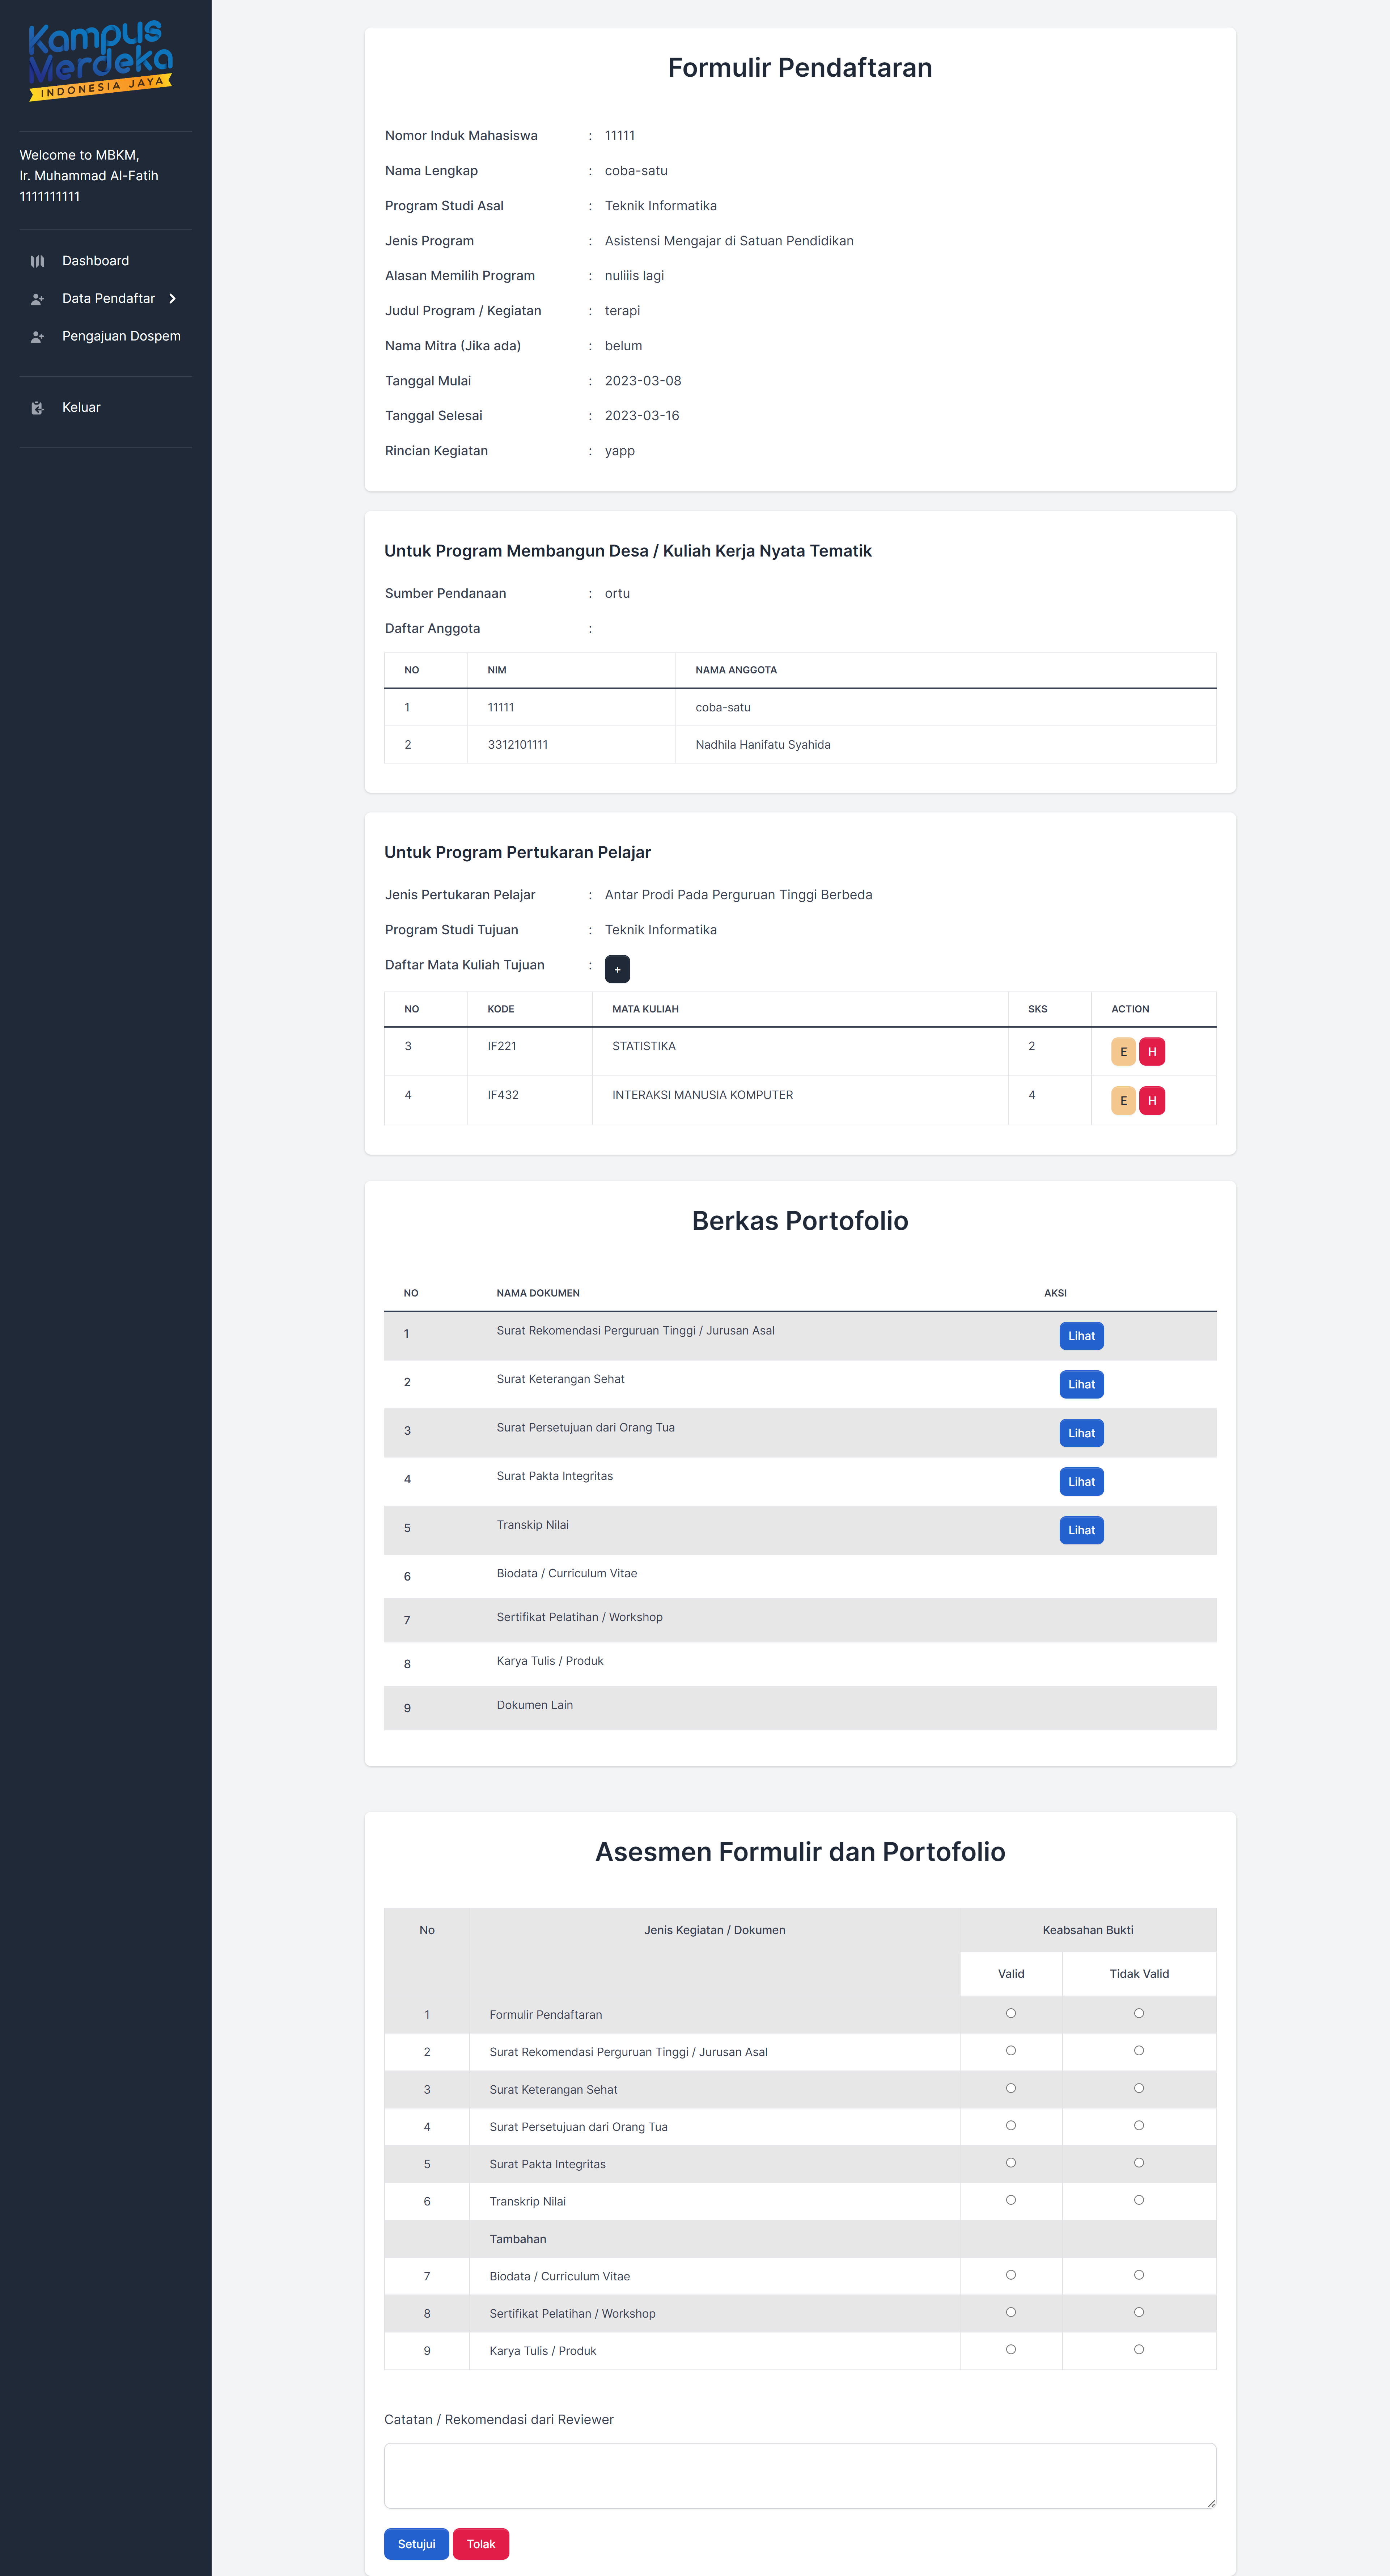 Kampus
Merdeka
INDONESIA JAYA
Welcome to MBKM,
Ir. Muhammad Al-Fatih
1111111111
Dashboard
Data Pendaftar
Pengajuan Dospem
Keluar
Formulir Pendaftaran
Nomor Induk Mahasiswa : 11111
Nama Lengkap : coba-satu
Program Studi Asal : Teknik Informatika
Jenis Program : Asistensi Mengajar di Satuan Pendidikan
Alasan Memilih Program : nuliiis lagi
Judul Program / Kegiatan : terapi
Nama Mitra (Jika ada) : belum
Tanggal Mulai : 2023-03-08
Tanggal Selesai : 2023-03-16
Rincian Kegiatan : yapp
Untuk Program Membangun Desa / Kuliah Kerja Nyata Tematik
Sumber Pendanaan : ortu
Daftar Anggota :
NO NIM NAMA ANGGOTA
1 11111 coba-satu
2 3312101111 Nadhila Hanifatu Syahida
Untuk Program Pertukaran Pelajar
Jenis Pertukaran Pelajar : Antar Prodi Pada Perguruan Tinggi Berbeda
Program Studi Tujuan : Teknik Informatika
Daftar Mata Kuliah Tujuan : +
NO KODE MATA KULIAH SKS ACTION
3 IF221 STATISTIKA 2 E H
4 IF432 INTERAKSI MANUSIA KOMPUTER 4 E H
Berkas Portofolio
NO NAMA DOKUMEN AKSI
1 Surat Rekomendasi Perguruan Tinggi / Jurusan Asal Lihat
2 Surat Keterangan Sehat Lihat
3 Surat Persetujuan dari Orang Tua Lihat
4 Surat Pakta Integritas Lihat
5 Transkip Nilai Lihat
6 Biodata / Curriculum Vitae
7 Sertifikat Pelatihan / Workshop
8 Karya Tulis / Produk
9 Dokumen Lain
Asesmen Formulir dan Portofolio
No Jenis Kegiatan / Dokumen Keabsahan Bukti
Valid Tidak Valid
1 Formulir Pendaftaran
2 Surat Rekomendasi Perguruan Tinggi / Jurusan Asal
3 Surat Keterangan Sehat
4 Surat Persetujuan dari Orang Tua
5 Surat Pakta Integritas
6 Transkrip Nilai
Tambahan
7 Biodata / Curriculum Vitae
8 Sertifikat Pelatihan / Workshop
9 Karya Tulis / Produk
Catatan / Rekomendasi dari Reviewer
Setujui Tolak